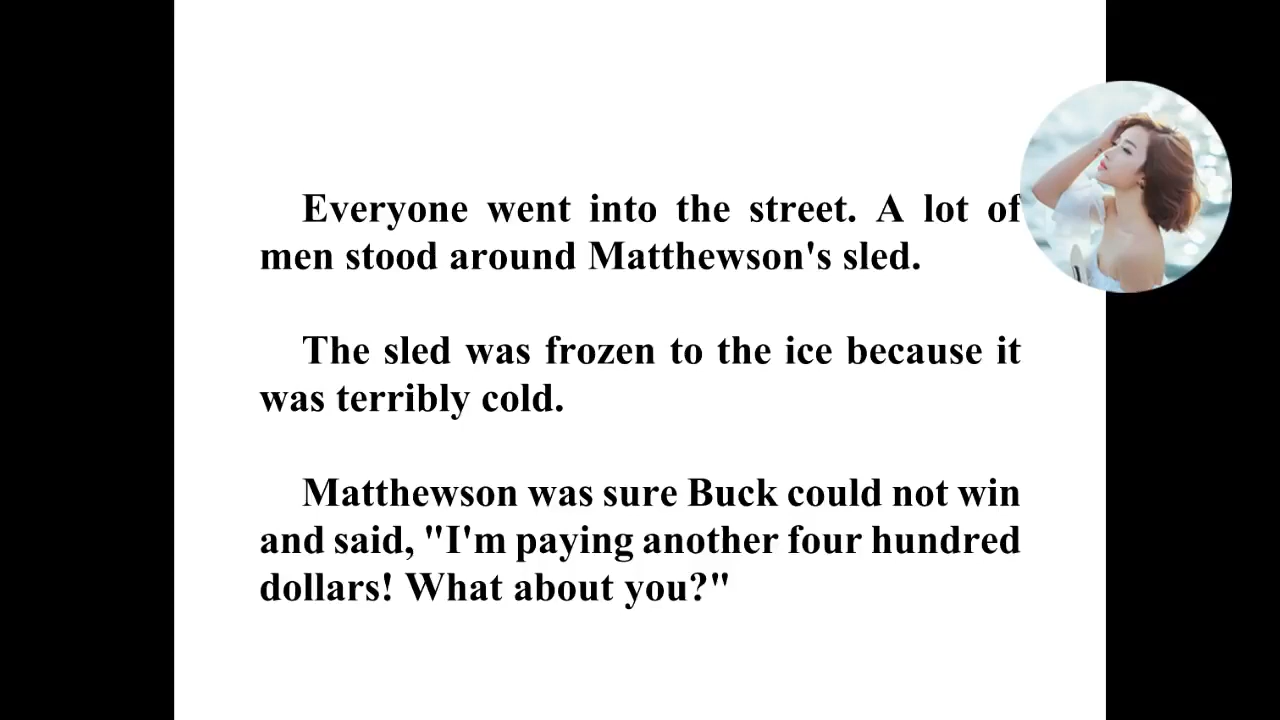 Everyone went into the street. A lot of
men stood around Matthewson's sled.
The sled was frozen to the ice because it
was terribly cold.
Matthewson was sure Buck could not win
and said, "I'm paying another four hundred
dollars! What about you?"